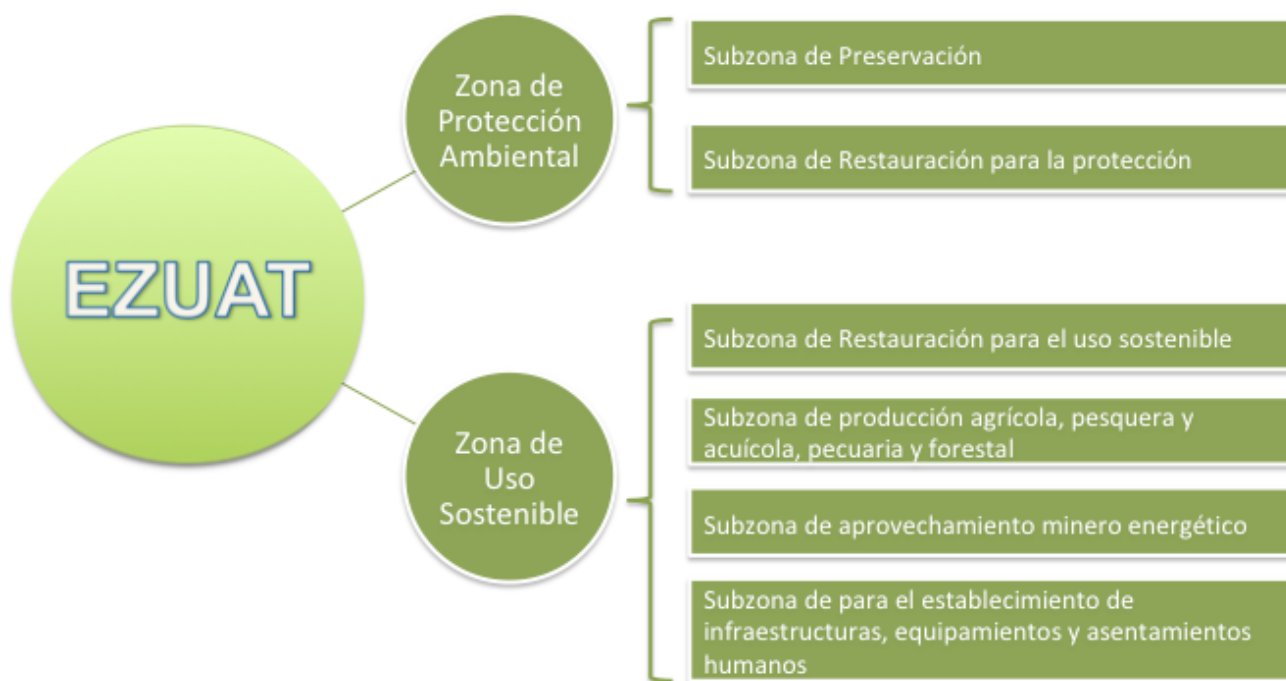 EZUAT
Zona de
Protección
Ambiental
Subzona de Preservación
Subzona de Restauración para la protección
Zona de
Uso
Sostenible
Subzona de Restauración para el uso sostenible
Subzona de producción agrícola, pesquera y
acuícola, pecuaria y forestal
Subzona de aprovechamiento minero energético
Subzona de para el establecimiento de
infraestructuras, equipamientos y asentamientos
humanos